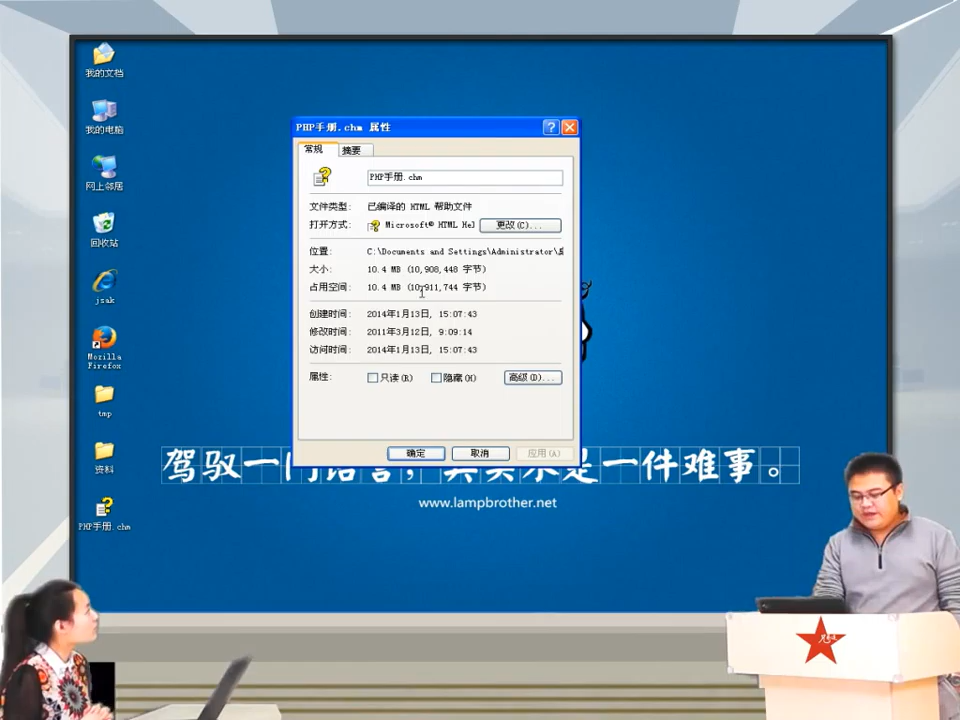 我的文档
我的电脑
网上邻居
回收站
jsak
Mozilla
Firefox
tmp
资料
PHP手册.chm
PHP手册.chm 属性
常规
摘要
PHP手册.chm
文件类型: 已编译的 HTML 帮助文件
打开方式: Microsoft® HTML Hel
更改(C)...
位置: C:\Documents and Settings\Administrator\桌
大小: 10.4 MB (10,908,448 字节)
占用空间: 10.4 MB (10,911,744 字节)
创建时间: 2014年1月13日, 15:07:43
修改时间: 2011年3月12日, 9:09:14
访问时间: 2014年1月13日, 15:07:43
属性: 只读(R) 隐藏(H) 高级(D)...
确定 取消 应用(A)
驾驭一门语言，其实不是一件难事。
www.lampbrother.net